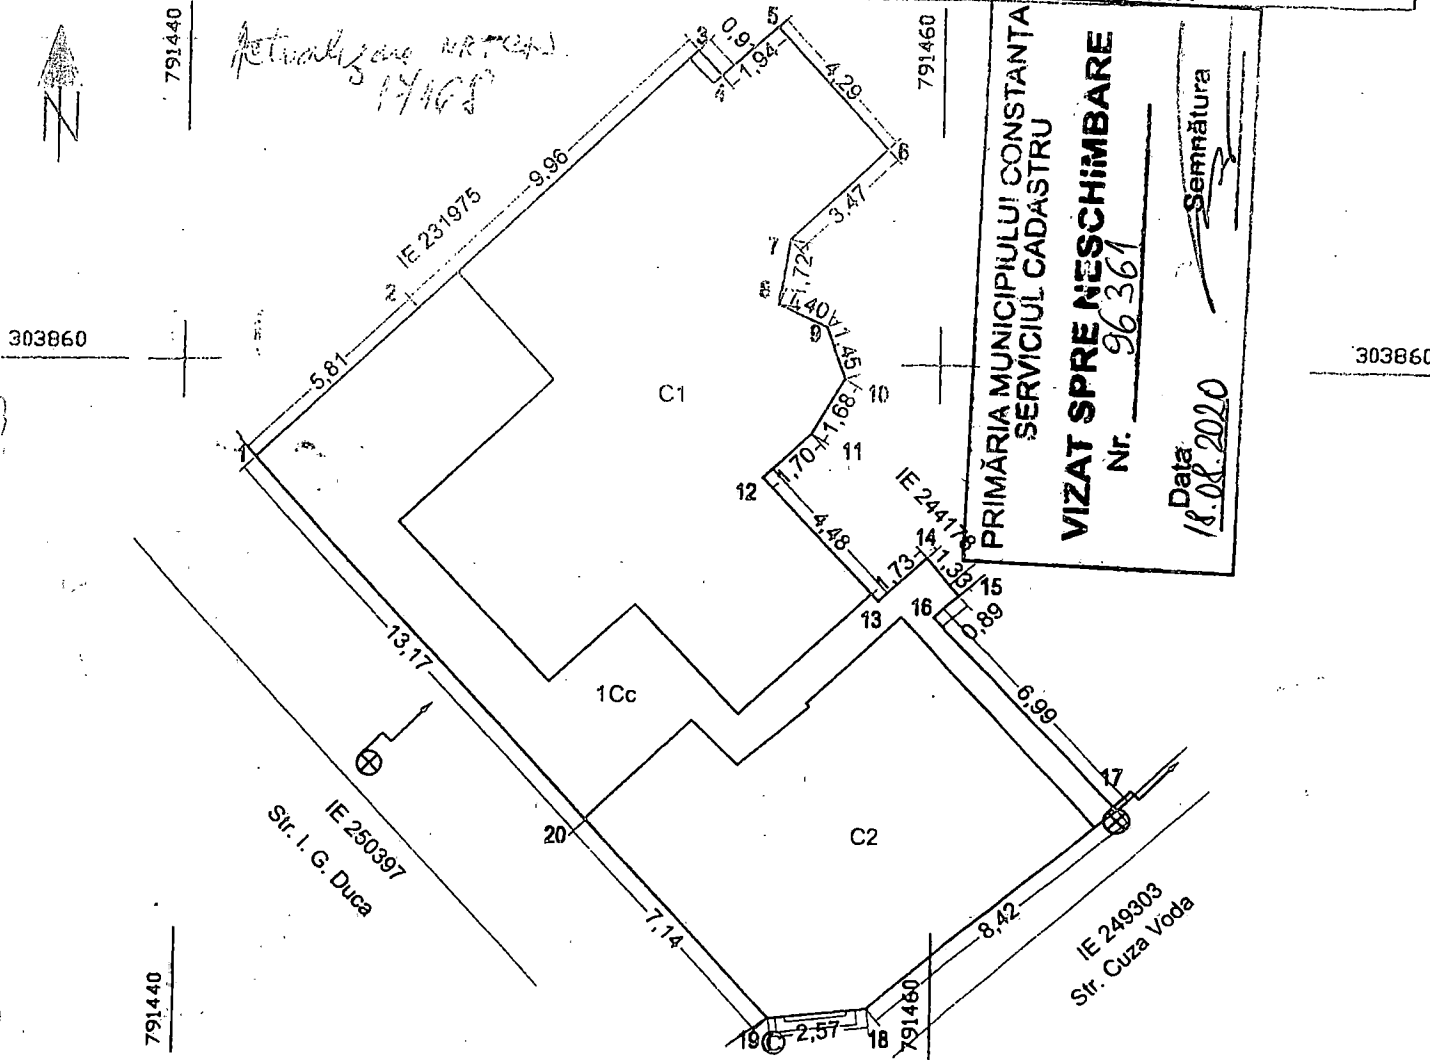 791440
Actualizare
3
0,9
5
1,94
4
4,29
791460
6
9,96
IE 231975
3,47
7
1,72
8
1,40
9
1,45
2
303860
303860
5,81
C1
10
1,68
11
1,70
12
1
IE 244178
4,48
14
1,73
1,33
15
16
13
0,89
13,17
1Cc
6,99
17
IE 250397
Str. I. G. Duca
20
C2
7,14
8,42
IE 249303
Str. Cuza Voda
791440
791460
19
2,57
18
PRIMĂRIA MUNICIPIULUI CONSTANȚA
SERVICIUL CADASTRU
VIZAT SPRE NESCHIMBARE
Nr. 96361
Data
18.08.2020
Semnătura
N